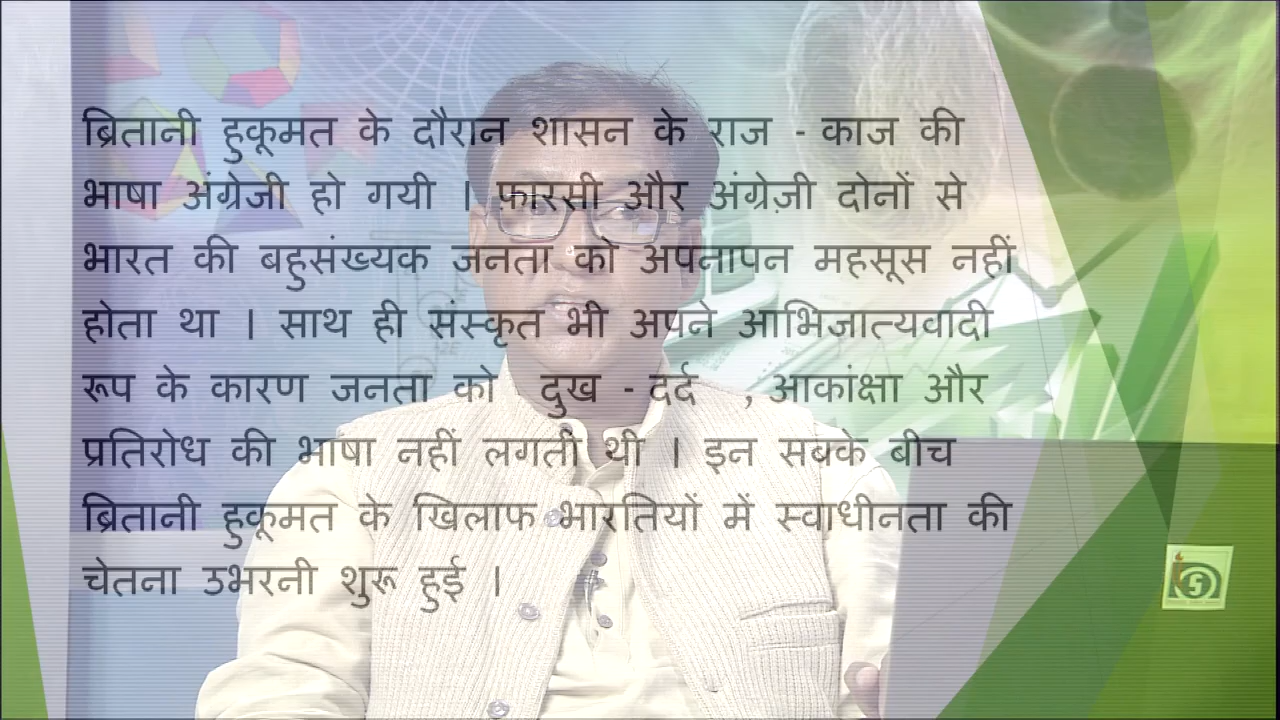 ब्रितानी हुकूमत के दौरान शासन के राज - काज की
भाषा अंग्रेजी हो गयी । फ़ारसी और अंग्रेज़ी दोनों से
भारत की बहुसंख्यक जनता को अपनापन महसूस नहीं
होता था । साथ ही संस्कृत भी अपने आभिजात्यवादी
रूप के कारण जनता को दुख - दर्द , आकांक्षा और
प्रतिरोध की भाषा नहीं लगती थी । इन सबके बीच
ब्रितानी हुकूमत के खिलाफ भारतियों में स्वाधीनता की
चेतना उभरनी शुरू हुई ।